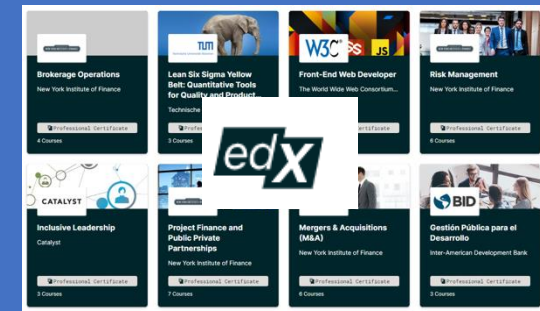 Brokerage Operations
New York Institute of Finance
Professional Certificate
4 Courses
TUM
Lean Six Sigma Yellow
Belt: Quantitative Tools
for Quality and Product...
Technische
3 Courses
W3C
JS
Front-End Web Developer
The World Wide Web Consortium...
Risk Management
New York Institute of Finance
Professional Certificate
6 Courses
edX
CATALYST
Inclusive Leadership
Catalyst
Professional Certificate
3 Courses
Project Finance and
Public Private
Partnerships
New York Institute of Finance
Professional Certificate
7 Courses
Mergers & Acquisitions
(M&A)
New York Institute of Finance
Professional Certificate
6 Courses
BID
Gestión Pública para el
Desarrollo
Inter-American Development Bank
Professional Certificate
3 Courses